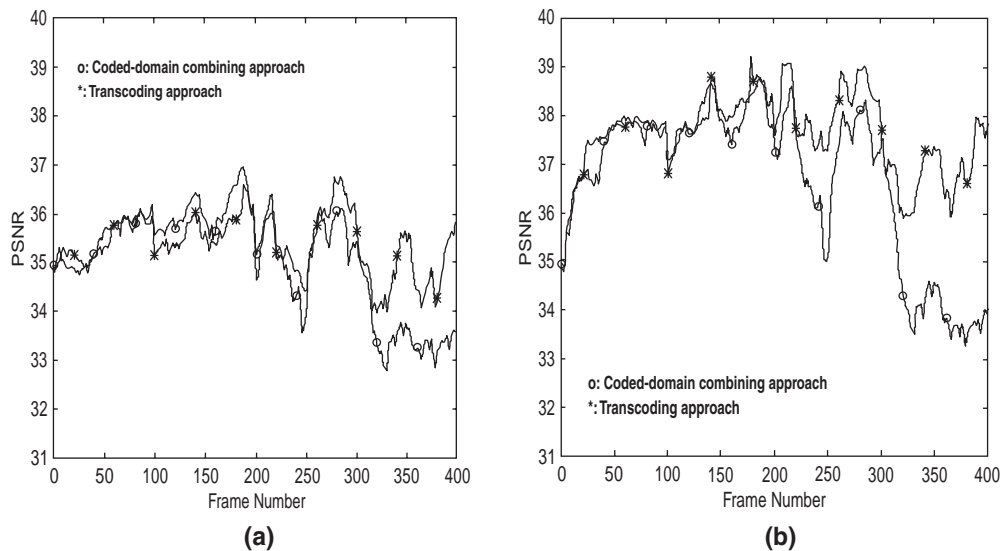 40
39
38
37
36
35
34
33
32
31
PSNR
o: Coded-domain combining approach
*: Transcoding approach
0 50 100 150 200 250 300 350 400
Frame Number
(a)
40
39
38
37
36
35
34
33
32
31
PSNR
o: Coded-domain combining approach
*: Transcoding approach
0 50 100 150 200 250 300 350 400
Frame Number
(b)